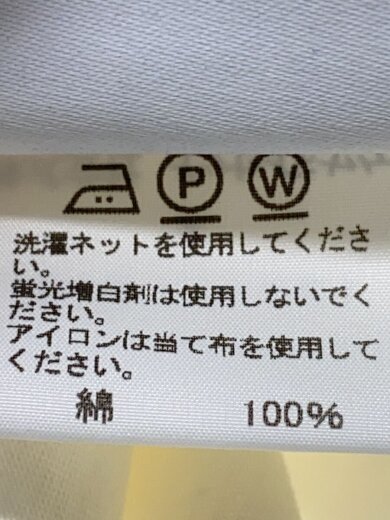 P W
洗濯ネットを使用してくださ
い。
蛍光増白剤は使用しないでく
ださい。
アイロンは当て布を使用して
ください。
綿 100%